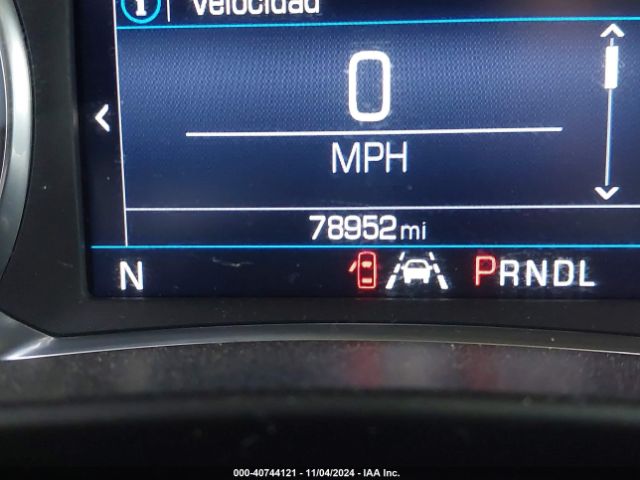 Velocidad
0
MPH
78952 mi
N PRNDL
000-40744121 - 11/04/2024 - IAA Inc.